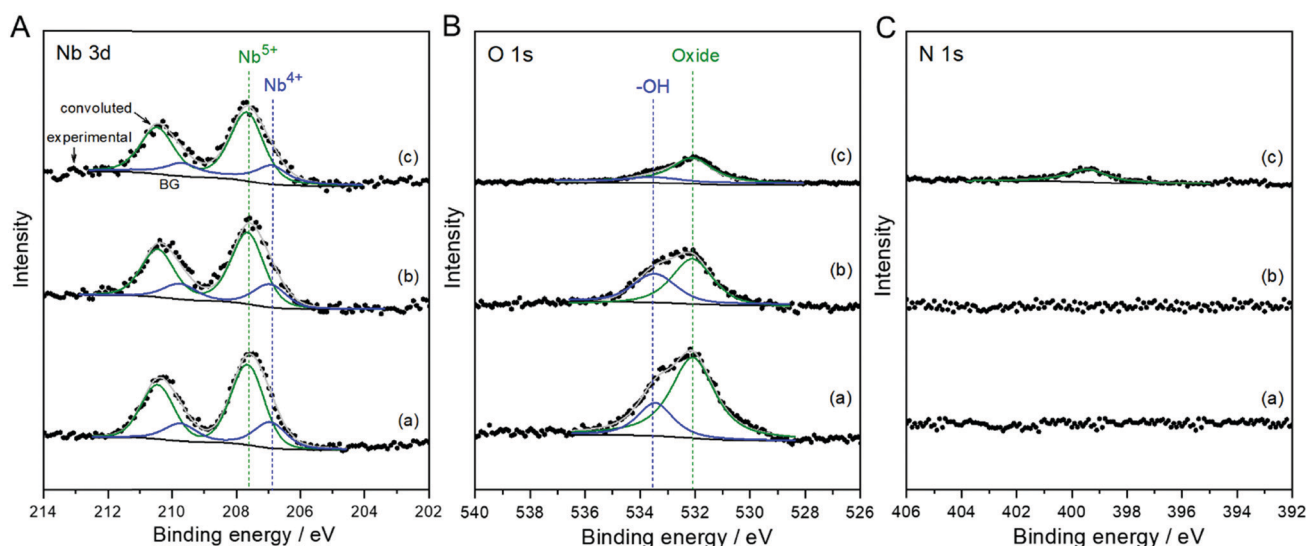 A
Nb 3d
Nb5+
Nb4+
convoluted
experimental
BG
(c)
(b)
(a)
Intensity
214 212 210 208 206 204 202
Binding energy / eV
B
O 1s
Oxide
-OH
(c)
(b)
(a)
Intensity
540 538 536 534 532 530 528 526
Binding energy / eV
C
N 1s
(c)
(b)
(a)
Intensity
406 404 402 400 398 396 394 392
Binding energy / eV